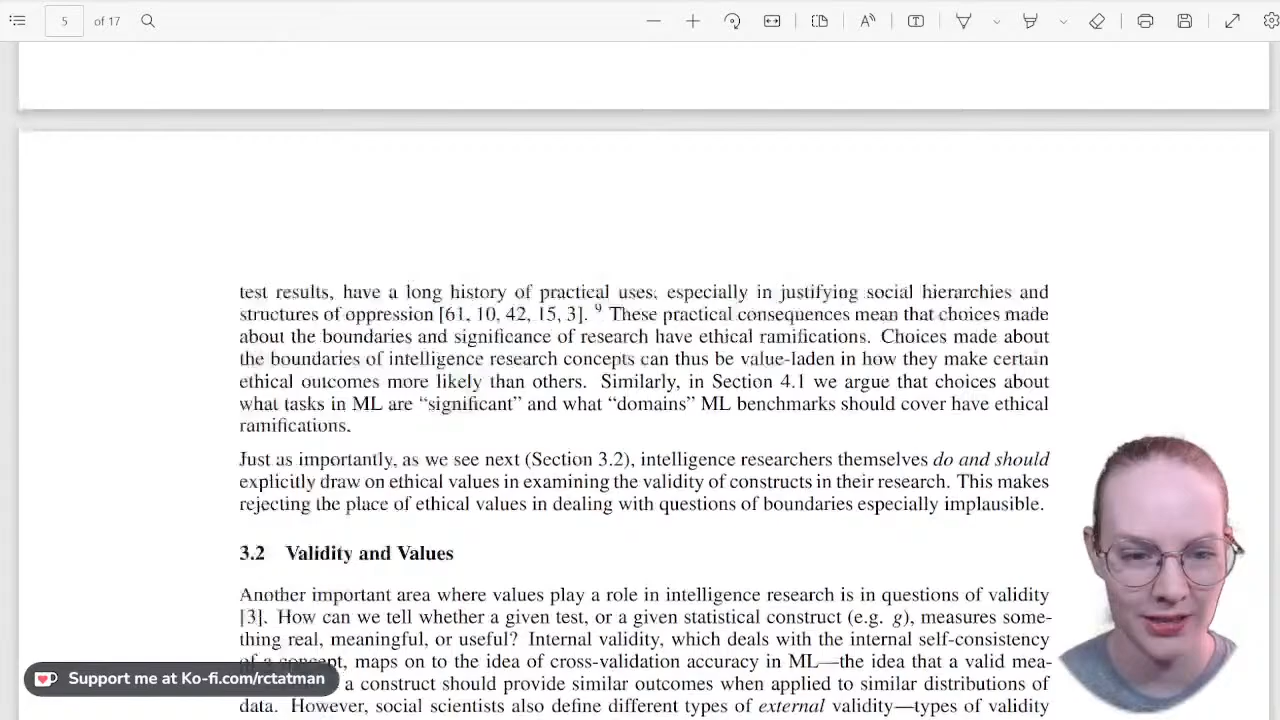 5 of 17
test results, have a long history of practical uses, especially in justifying social hierarchies and
structures of oppression [61, 10, 42, 15, 3]. 9 These practical consequences mean that choices made
about the boundaries and significance of research have ethical ramifications. Choices made about
the boundaries of intelligence research concepts can thus be value-laden in how they make certain
ethical outcomes more likely than others. Similarly, in Section 4.1 we argue that choices about
what tasks in ML are “significant” and what “domains” ML benchmarks should cover have ethical
ramifications.
Just as importantly, as we see next (Section 3.2), intelligence researchers themselves do and should
explicitly draw on ethical values in examining the validity of constructs in their research. This makes
rejecting the place of ethical values in dealing with questions of boundaries especially implausible.
3.2 Validity and Values
Another important area where values play a role in intelligence research is in questions of validity
[3]. How can we tell whether a given test, or a given statistical construct (e.g. g), measures some-
thing real, meaningful, or useful? Internal validity, which deals with the internal self-consistency
of a concept, maps on to the idea of cross-validation accuracy in ML—the idea that a valid mea-
a construct should provide similar outcomes when applied to similar distributions of
data. However, social scientists also define different types of external validity—types of validity
Support me at Ko-fi.com/rctatman